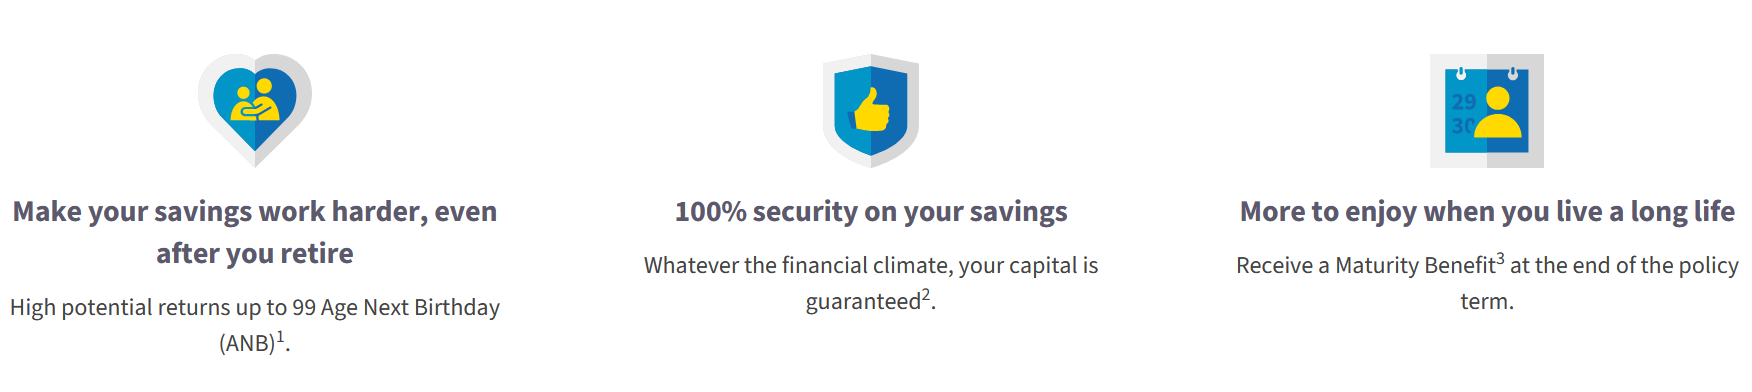 29
30
Make your savings work harder, even
after you retire
High potential returns up to 99 Age Next Birthday
(ANB)¹.
100% security on your savings
Whatever the financial climate, your capital is
guaranteed².
More to enjoy when you live a long life
Receive a Maturity Benefit³ at the end of the policy
term.